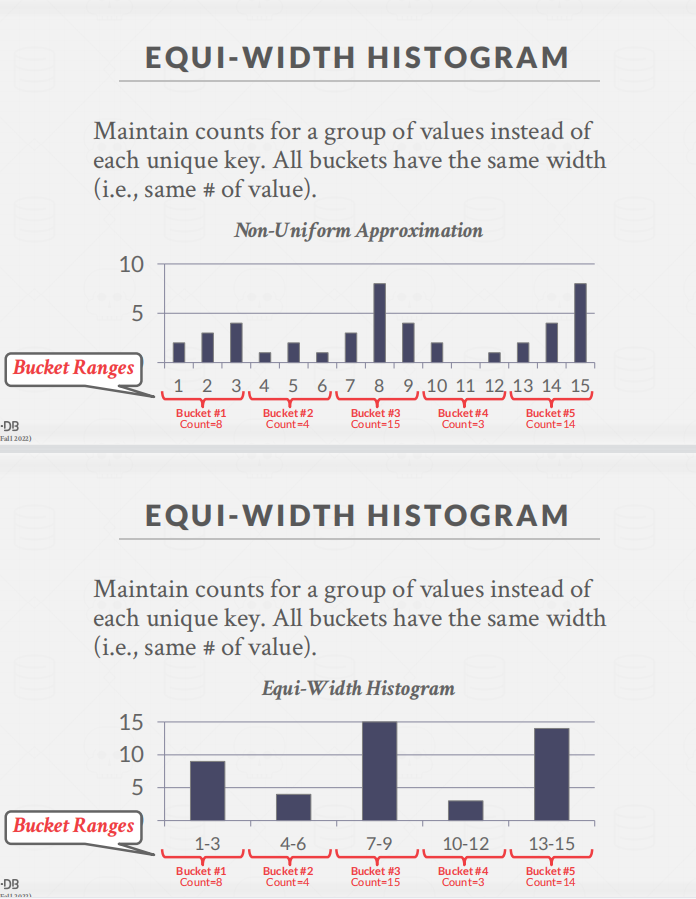 EQUI-WIDTH HISTOGRAM
Maintain counts for a group of values instead of
each unique key. All buckets have the same width
(i.e., same # of value).
Non-Uniform Approximation
10
5
Bucket Ranges
1 2 3 4 5 6 7 8 9 10 11 12 13 14 15
Bucket #1 Bucket #2 Bucket #3 Bucket #4 Bucket #5
Count=8 Count=4 Count=15 Count=3 Count=14
·DB
Fall 2022)
EQUI-WIDTH HISTOGRAM
Maintain counts for a group of values instead of
each unique key. All buckets have the same width
(i.e., same # of value).
Equi-Width Histogram
15
10
5
Bucket Ranges
1-3 4-6 7-9 10-12 13-15
Bucket #1 Bucket #2 Bucket #3 Bucket #4 Bucket #5
Count=8 Count=4 Count=15 Count=3 Count=14
·DB
Fall 2022)